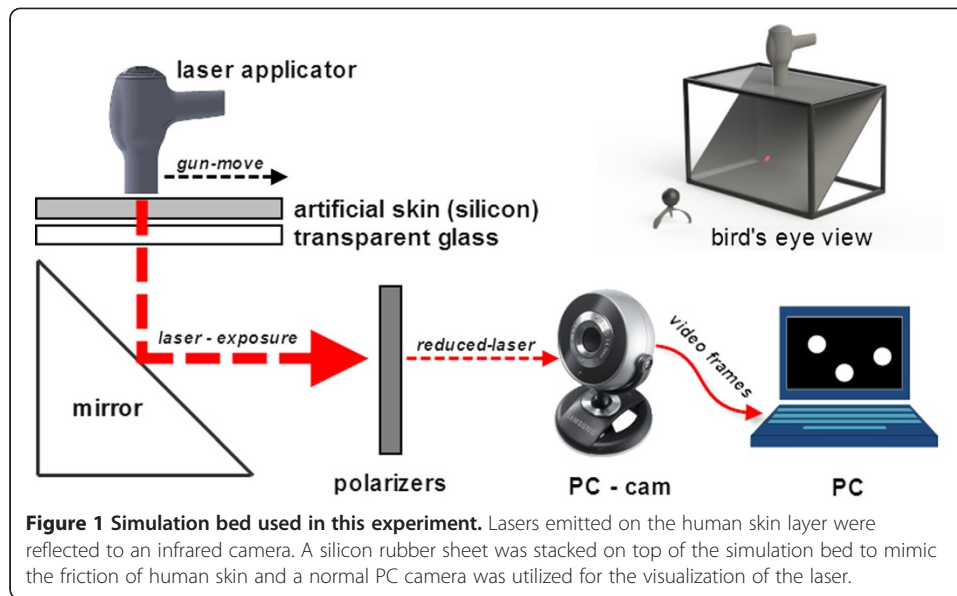 laser applicator
gun-move
artificial skin (silicon)
transparent glass
bird's eye view
laser - exposure
reduced-laser
video frames
mirror
SAMSUNG
polarizers
PC - cam
PC
Figure 1 Simulation bed used in this experiment. Lasers emitted on the human skin layer were
reflected to an infrared camera. A silicon rubber sheet was stacked on top of the simulation bed to mimic
the friction of human skin and a normal PC camera was utilized for the visualization of the laser.